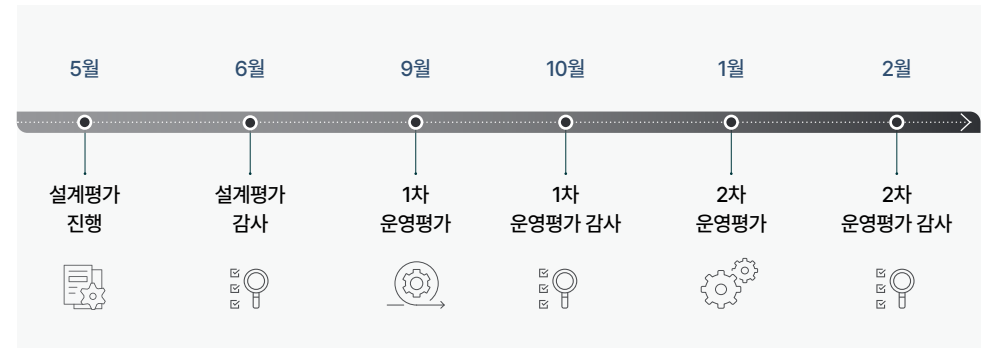 5월
6월
9월
10월
1월
2월
설계평가
진행
설계평가
감사
1차
운영평가
1차
운영평가 감사
2차
운영평가
2차
운영평가 감사